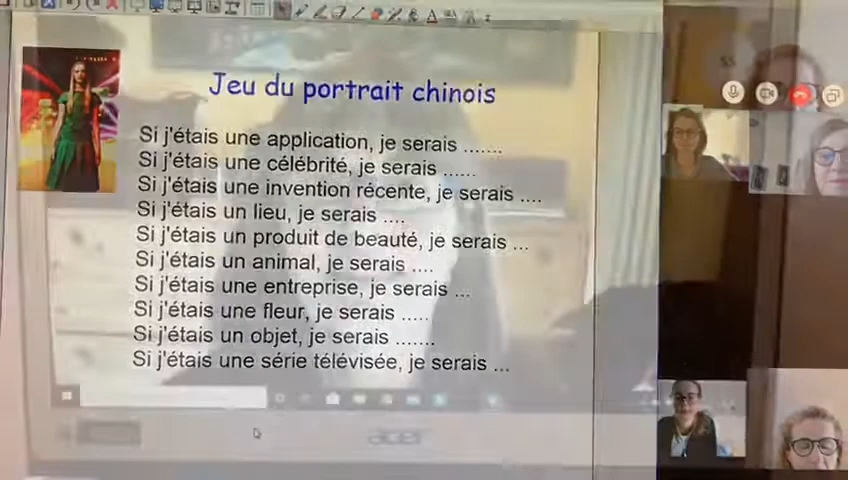 Jeu du portrait chinois
Si j'étais une application, je serais .......
Si j'étais une célébrité, je serais ......
Si j'étais une invention récente, je serais ....
Si j'étais un lieu, je serais ....
Si j'étais un produit de beauté, je serais ...
Si j'étais un animal, je serais ....
Si j'étais une entreprise, je serais ...
Si j'étais une fleur, je serais .....
Si j'étais un objet, je serais .......
Si j'étais une série télévisée, je serais ...
acer